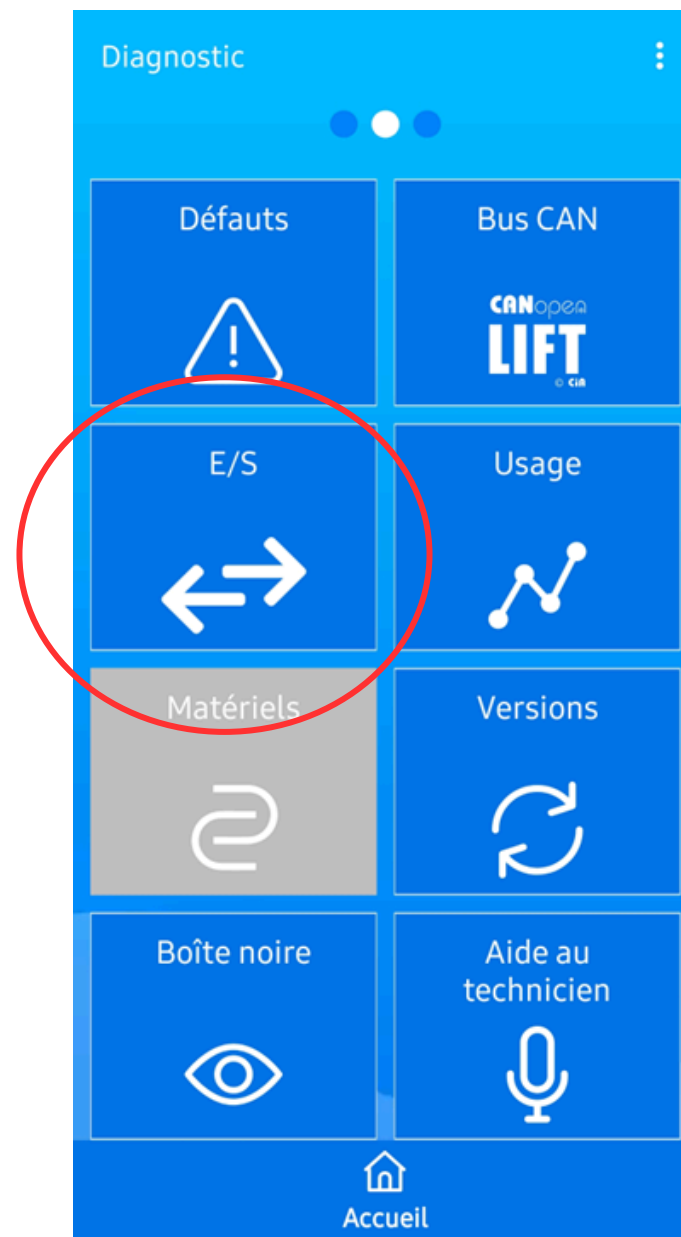 Diagnostic
Défauts
Bus CAN
CANopen
LIFT
© CiA
E/S
Usage
Matériels
Versions
Boîte noire
Aide au
technicien
Accueil